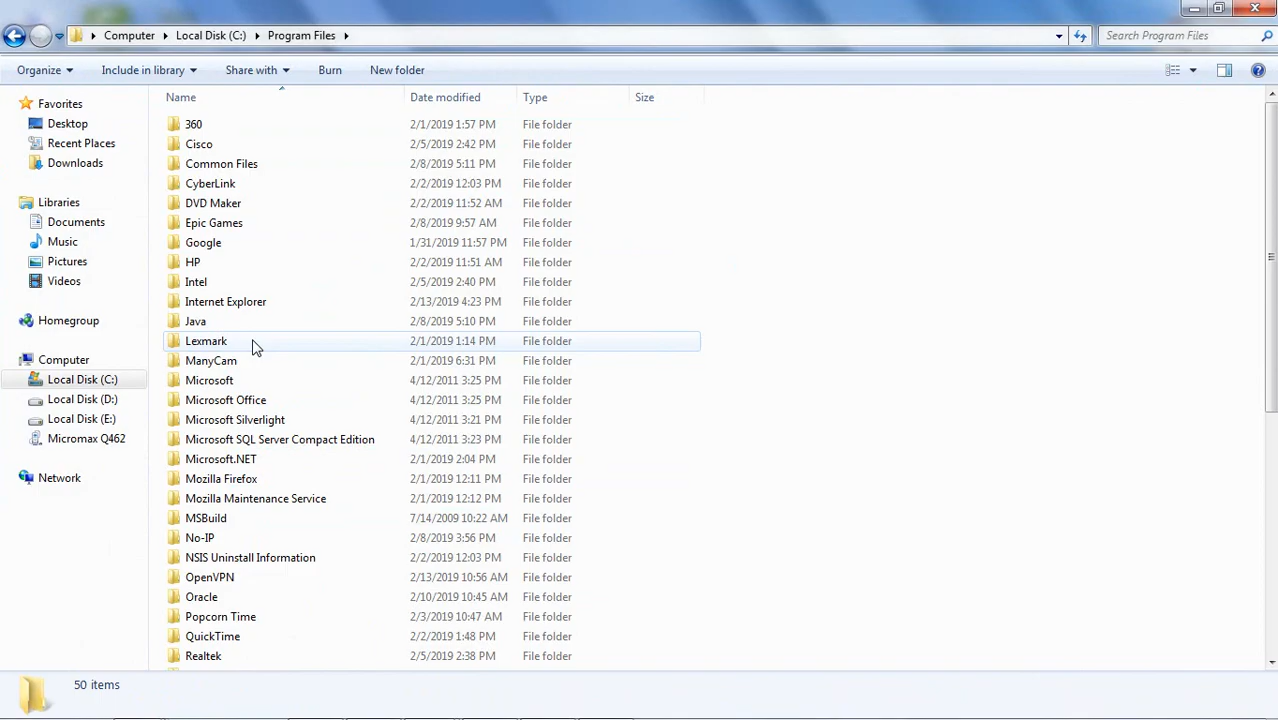 Computer Local Disk (C:) Program Files Search Program Files
Organize Include in library Share with Burn New folder
Favorites
Desktop
Recent Places
Downloads
Libraries
Documents
Music
Pictures
Videos
Homegroup
Computer
Local Disk (C:)
Local Disk (D:)
Local Disk (E:)
Micromax Q462
Network
Name Date modified Type Size
360 2/1/2019 1:57 PM File folder
Cisco 2/5/2019 2:42 PM File folder
Common Files 2/8/2019 5:11 PM File folder
CyberLink 2/2/2019 12:03 PM File folder
DVD Maker 2/2/2019 11:52 AM File folder
Epic Games 2/8/2019 9:57 AM File folder
Google 1/31/2019 11:57 PM File folder
HP 2/2/2019 11:51 AM File folder
Intel 2/5/2019 2:40 PM File folder
Internet Explorer 2/13/2019 4:23 PM File folder
Java 2/8/2019 5:10 PM File folder
Lexmark 2/1/2019 1:14 PM File folder
ManyCam 2/1/2019 6:31 PM File folder
Microsoft 4/12/2011 3:25 PM File folder
Microsoft Office 4/12/2011 3:25 PM File folder
Microsoft Silverlight 4/12/2011 3:21 PM File folder
Microsoft SQL Server Compact Edition 4/12/2011 3:23 PM File folder
Microsoft.NET 2/1/2019 2:04 PM File folder
Mozilla Firefox 2/1/2019 12:11 PM File folder
Mozilla Maintenance Service 2/1/2019 12:12 PM File folder
MSBuild 7/14/2009 10:22 AM File folder
No-IP 2/8/2019 3:56 PM File folder
NSIS Uninstall Information 2/2/2019 12:03 PM File folder
OpenVPN 2/13/2019 10:56 AM File folder
Oracle 2/10/2019 10:45 AM File folder
Popcorn Time 2/3/2019 10:47 AM File folder
QuickTime 2/2/2019 1:48 PM File folder
Realtek 2/5/2019 2:38 PM File folder
50 items